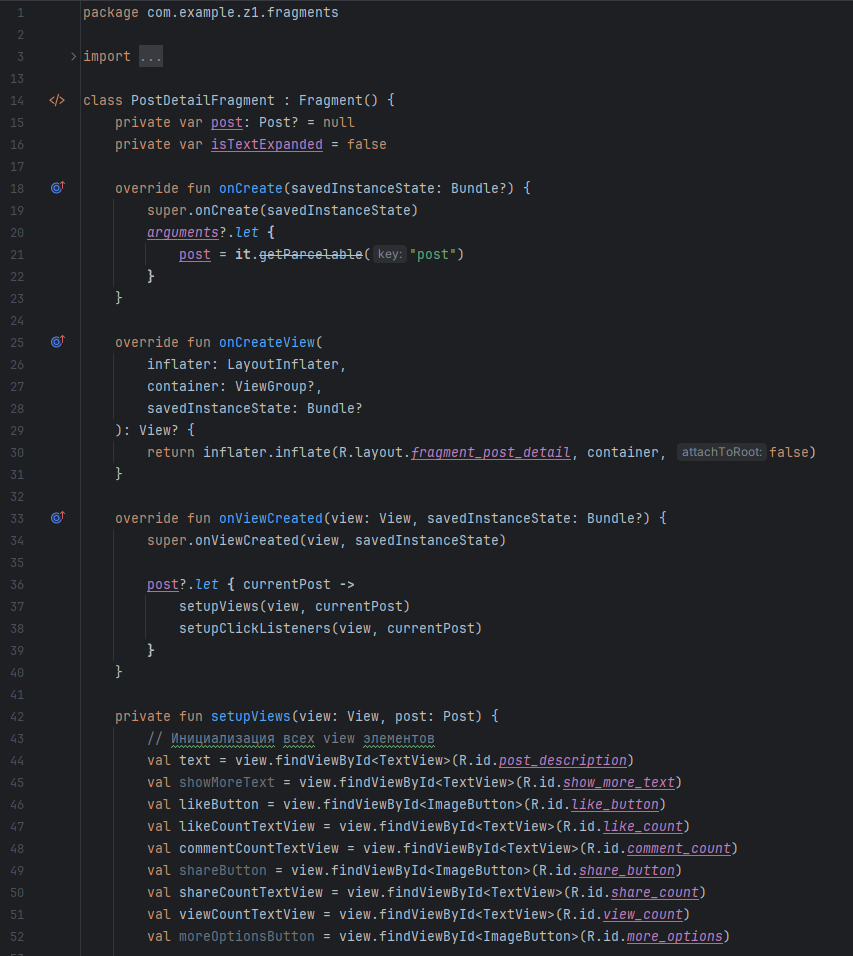 1 package com.example.z1.fragments
2
3 import ...
13
14 class PostDetailFragment : Fragment() {
15 private var post: Post? = null
16 private var isTextExpanded = false
17
18 override fun onCreate(savedInstanceState: Bundle?) {
19 super.onCreate(savedInstanceState)
20 arguments?.let {
21 post = it.getParcelable( key: "post")
22 }
23 }
24
25 override fun onCreateView(
26 inflater: LayoutInflater,
27 container: ViewGroup?,
28 savedInstanceState: Bundle?
29 ): View? {
30 return inflater.inflate(R.layout.fragment_post_detail, container, attachToRoot: false)
31 }
32
33 override fun onViewCreated(view: View, savedInstanceState: Bundle?) {
34 super.onViewCreated(view, savedInstanceState)
35
36 post?.let { currentPost ->
37 setupViews(view, currentPost)
38 setupClickListeners(view, currentPost)
39 }
40 }
41
42 private fun setupViews(view: View, post: Post) {
43 // Инициализация всех view элементов
44 val text = view.findViewById<TextView>(R.id.post_description)
45 val showMoreText = view.findViewById<TextView>(R.id.show_more_text)
46 val likeButton = view.findViewById<ImageButton>(R.id.like_button)
47 val likeCountTextView = view.findViewById<TextView>(R.id.like_count)
48 val commentCountTextView = view.findViewById<TextView>(R.id.comment_count)
49 val shareButton = view.findViewById<ImageButton>(R.id.share_button)
50 val shareCountTextView = view.findViewById<TextView>(R.id.share_count)
51 val viewCountTextView = view.findViewById<TextView>(R.id.view_count)
52 val moreOptionsButton = view.findViewById<ImageButton>(R.id.more_options)